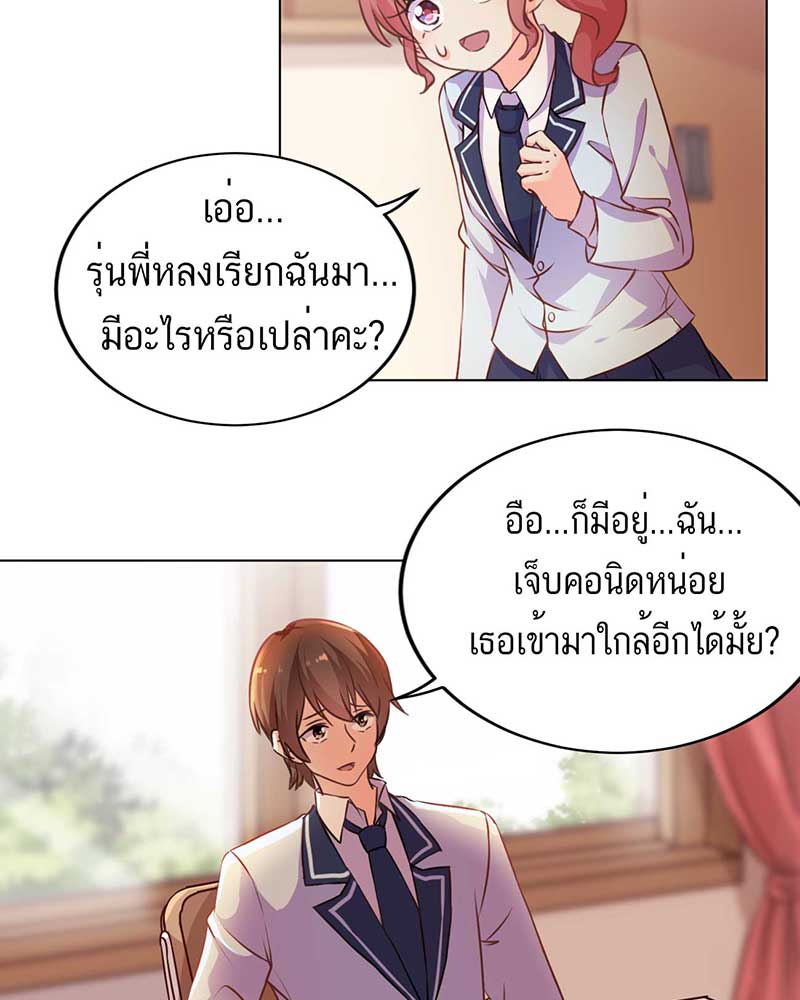 เอ่อ...
รุ่นพี่หลงเรียกฉันมา...
มีอะไรหรือเปล่าคะ?
อือ...ก็มีอยู่...ฉัน...
เจ็บคอนิดหน่อย
เธอเข้ามาใกล้อีกได้มั้ย?